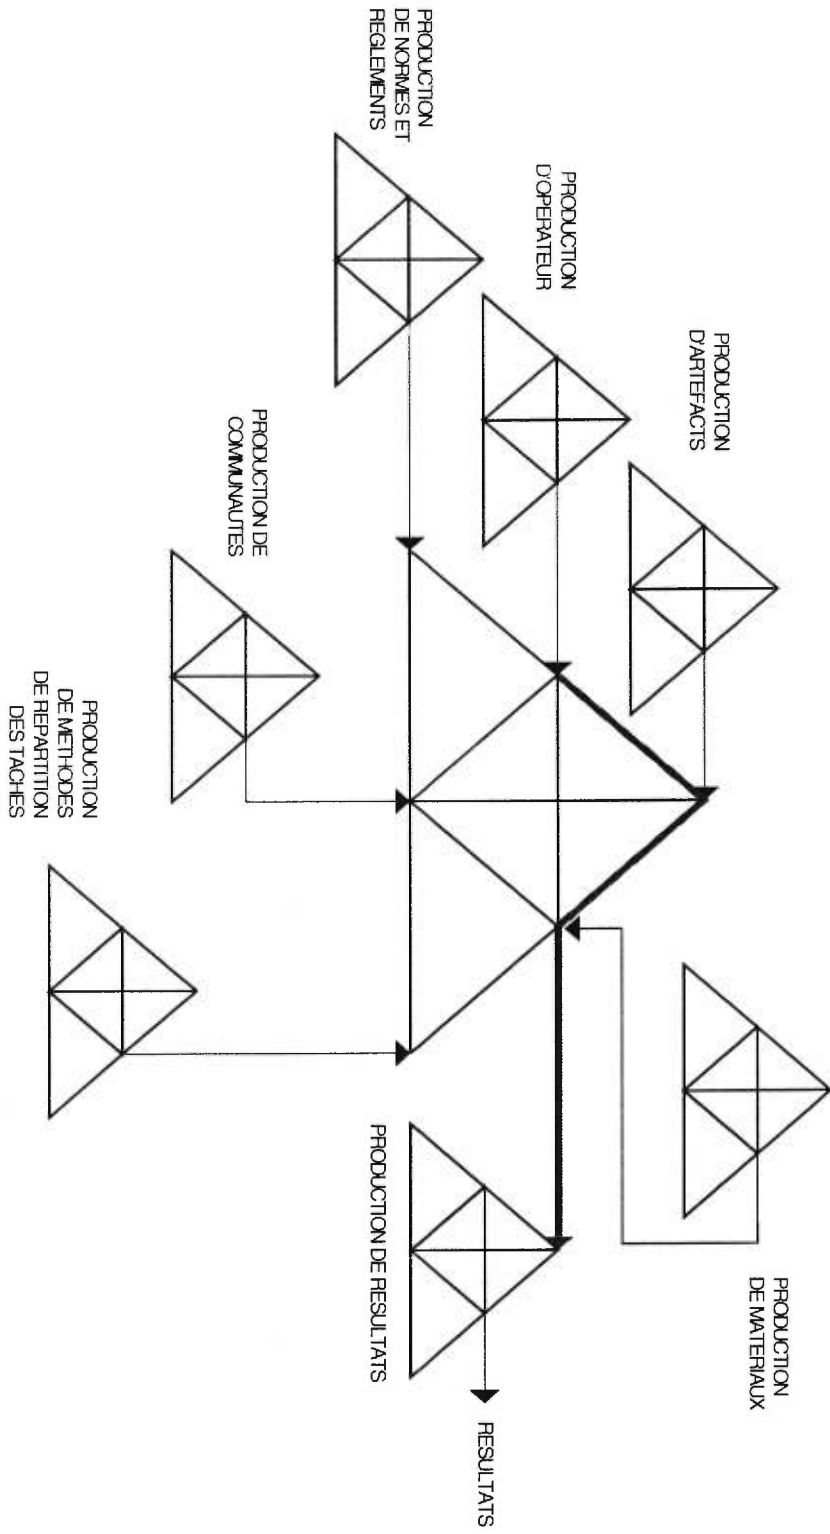 PRODUCTION
DE MATERIAUX
PRODUCTION
D'ARTEFACTS
PRODUCTION
D'OPERATEUR
RESULTATS
PRODUCTION
DE NORMES ET
REGLEMENTS
PRODUCTION DE RESULTATS
PRODUCTION DE
COMMUNAUTES
PRODUCTION
DE METHODES
DE REPARTITION
DES TACHES